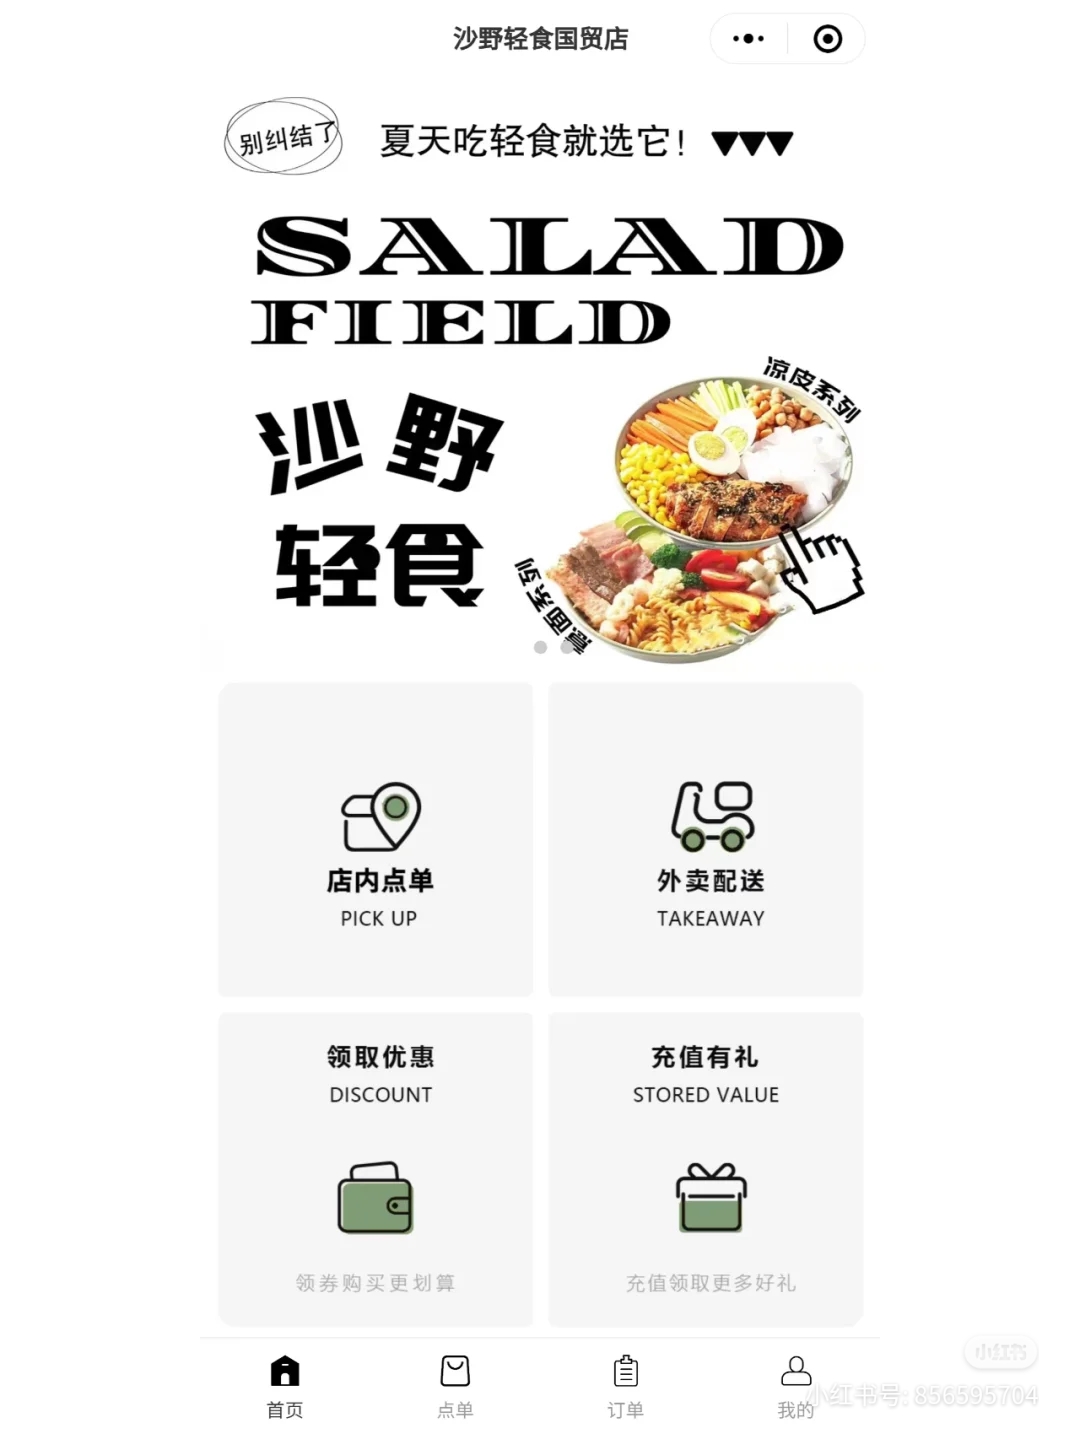 沙野轻食国贸店
别纠结了
夏天吃轻食就选它！
SALAD
FIELD
沙野
轻食
凉皮系列
意面系列
店内点单
PICK UP
外卖配送
TAKEAWAY
领取优惠
DISCOUNT
领券购买更划算
充值有礼
STORED VALUE
充值领取更多好礼
首页
点单
订单
我的
小红书
小红书号: 856595704